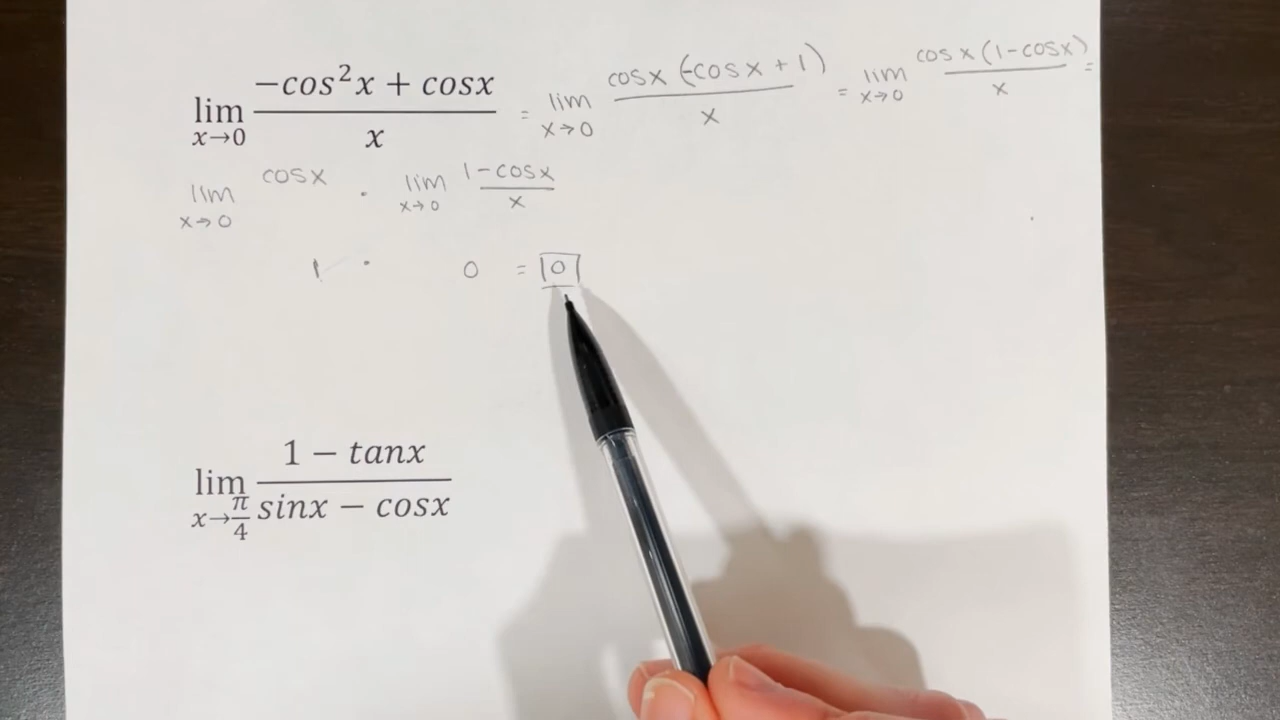 lim x→0 (-cos²x + cosx)/x = lim x→0 (cosx (-cosx + 1))/x = lim x→0 (cosx (1-cosx))/x =
lim x→0 cosx · lim x→0 (1-cosx)/x
1 · 0 = 0
lim x→π/4 (1 − tanx)/(sinx − cosx)